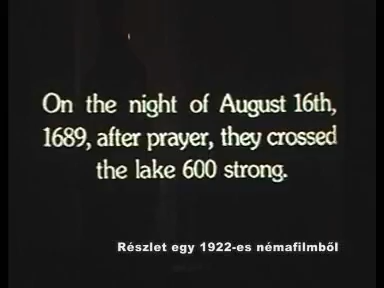 On the night of August 16th,
1689, after prayer, they crossed
the lake 600 strong.
Részlet egy 1922-es némafilmből